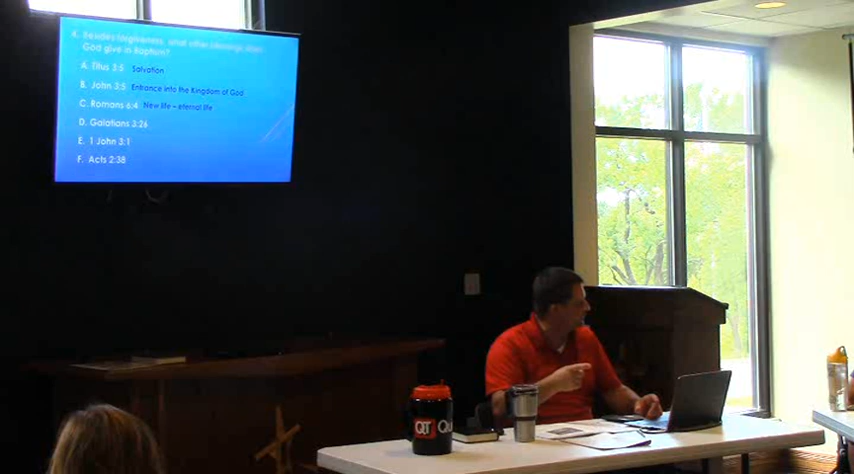 4. Besides forgiveness, what other blessings does
God give in Baptism?
A. Titus 3:5 Salvation
B. John 3:5 Entrance into the Kingdom of God
C. Romans 6:4 New life – eternal life
D. Galatians 3:26
E. 1 John 3:1
F. Acts 2:38
QT
Qu